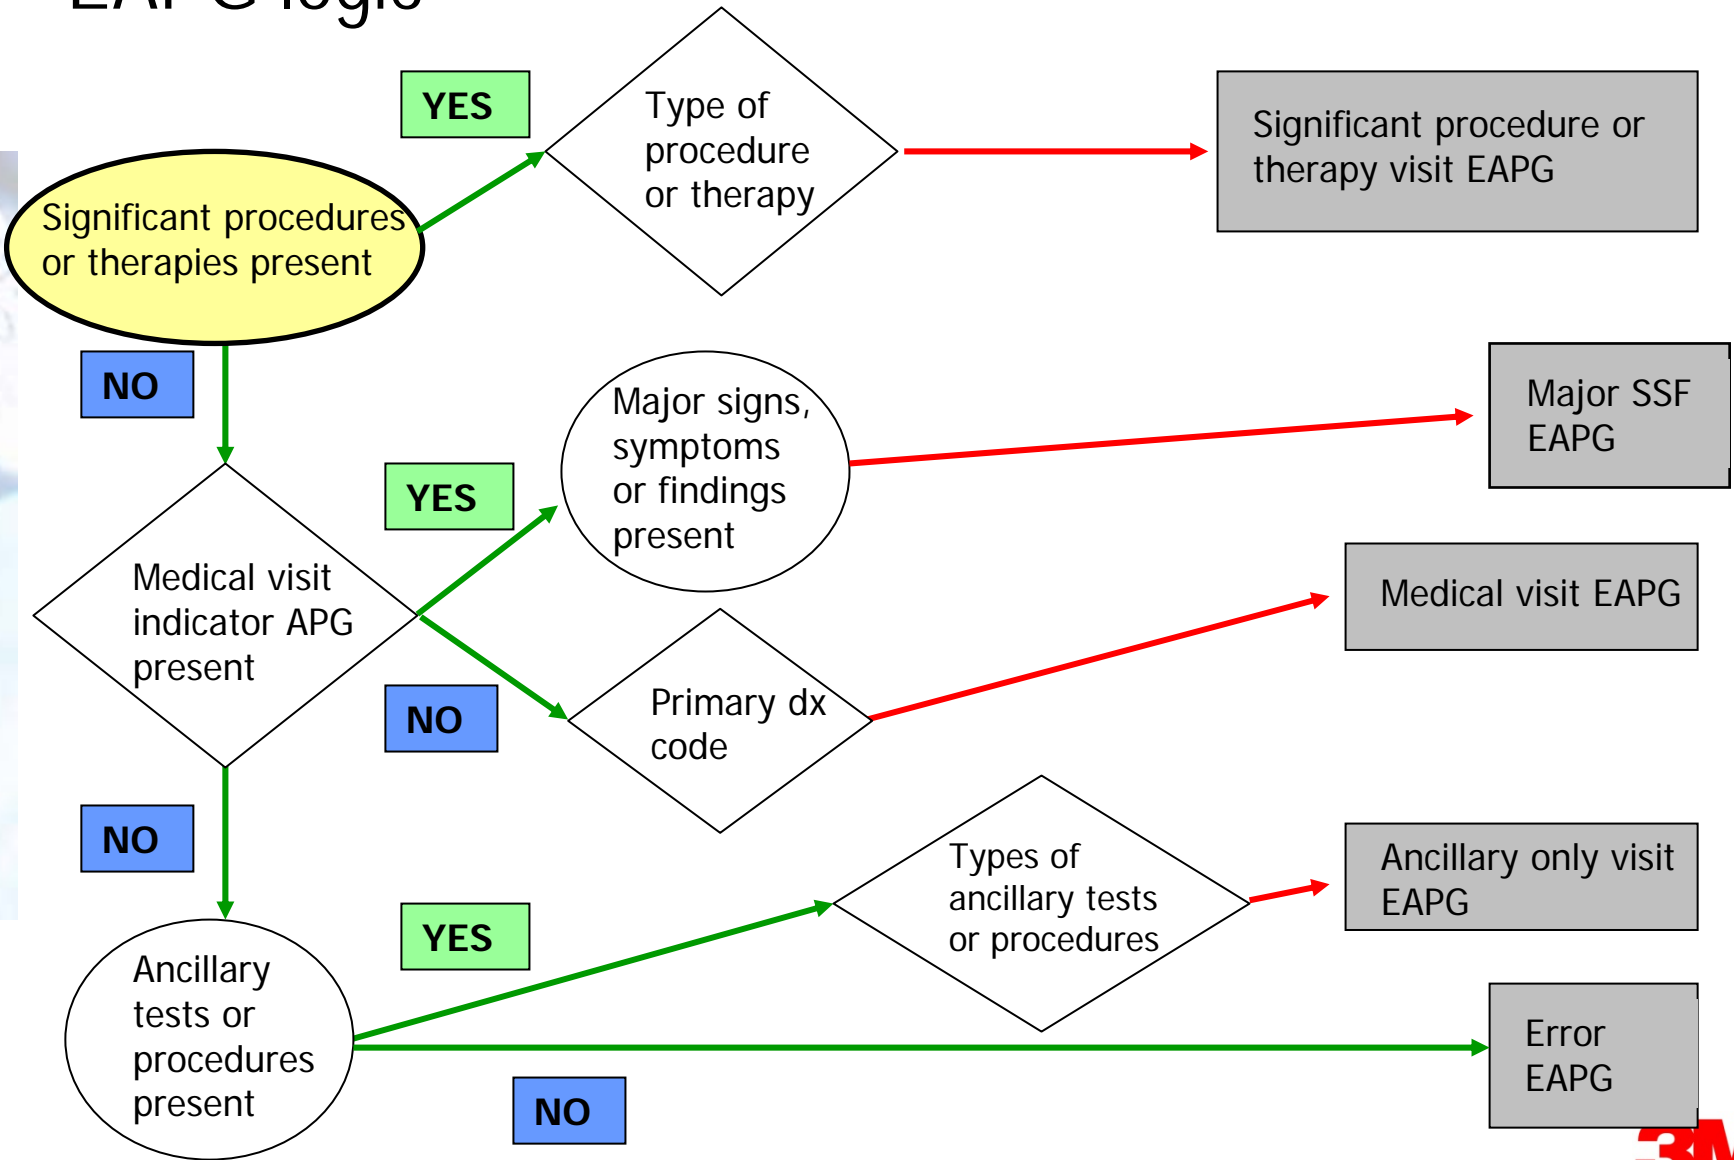 EAPG logic
YES
Type of
procedure
or therapy
Significant procedure or
therapy visit EAPG
Significant procedures
or therapies present
NO
Major signs,
symptoms
or findings
present
Major SSF
EAPG
YES
Medical visit
indicator APG
present
Medical visit EAPG
NO
Primary dx
code
NO
Types of
ancillary tests
or procedures
Ancillary only visit
EAPG
YES
Ancillary
tests or
procedures
present
Error
EAPG
NO
3M